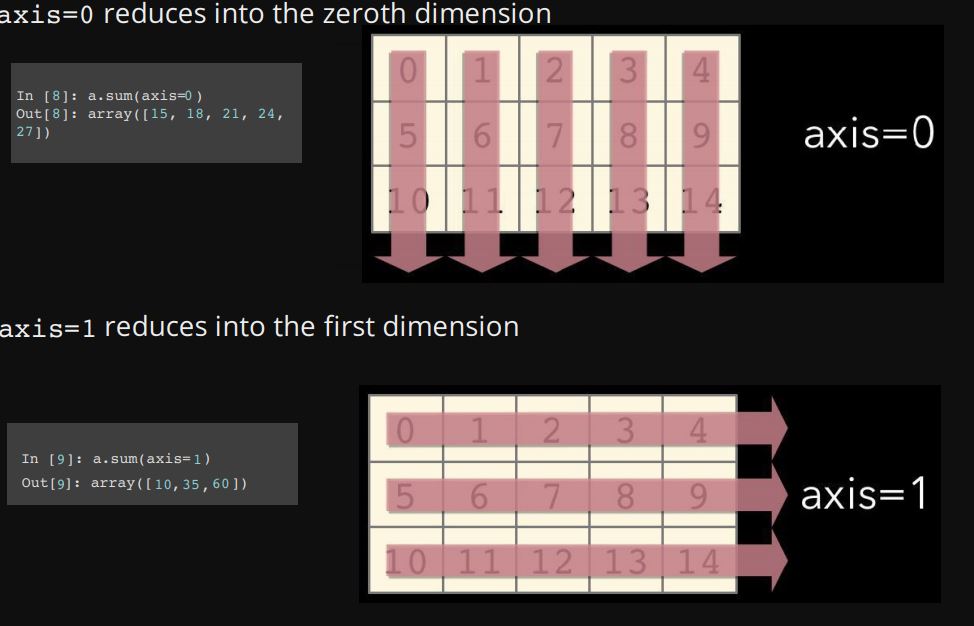 axis=0 reduces into the zeroth dimension
In [8]: a.sum(axis=0)
Out[8]: array([15, 18, 21, 24,
27])
0 1 2 3 4
5 6 7 8 9
10 11 12 13 14
axis=0
axis=1 reduces into the first dimension
In [9]: a.sum(axis=1)
Out[9]: array([10,35,60])
0 1 2 3 4
5 6 7 8 9
10 11 12 13 14
axis=1